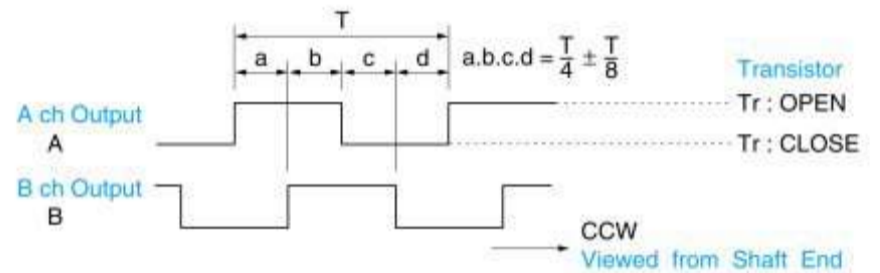 T
a b c d a.b.c.d = T/4 ± T/8
Transistor
Tr : OPEN
A ch Output
A
Tr : CLOSE
B ch Output
B
CCW
Viewed from Shaft End